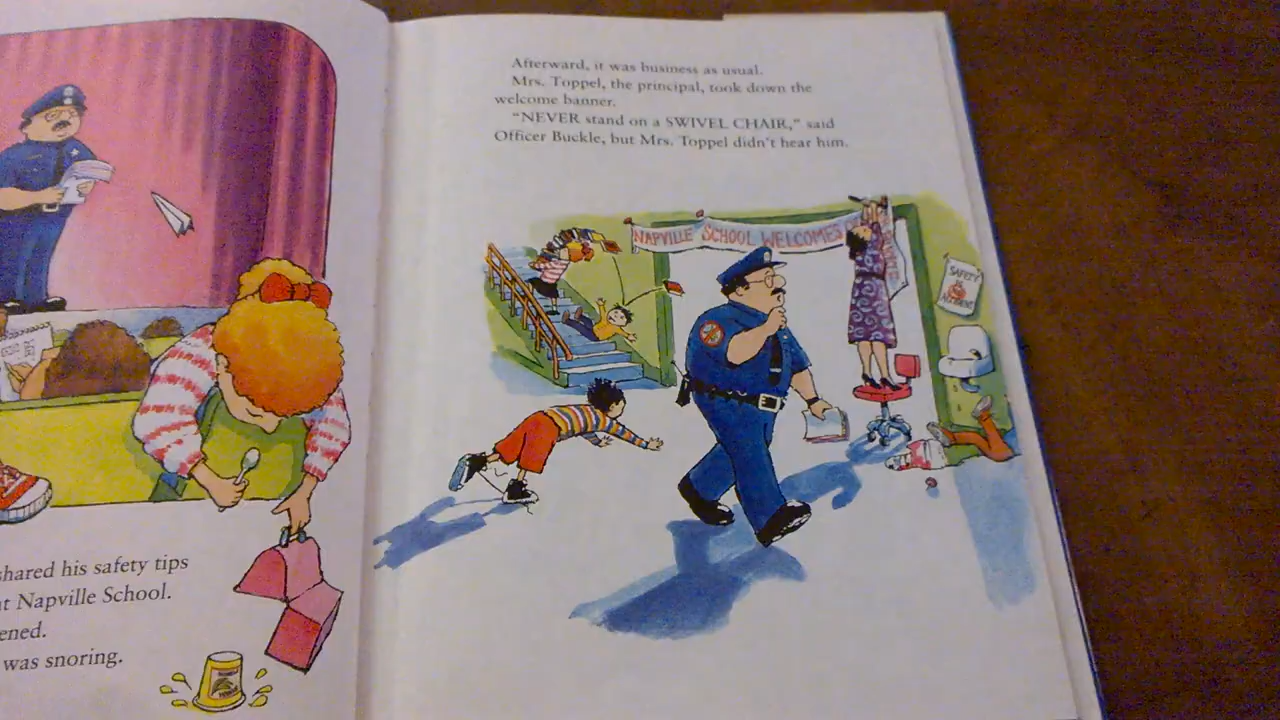 shared his safety tips
t Napville School.
ened.
was snoring.
Afterward, it was business as usual.
Mrs. Toppel, the principal, took down the
welcome banner.
"NEVER stand on a SWIVEL CHAIR," said
Officer Buckle, but Mrs. Toppel didn't hear him.
NAPVILLE SCHOOL WELCOMES
SAFETY